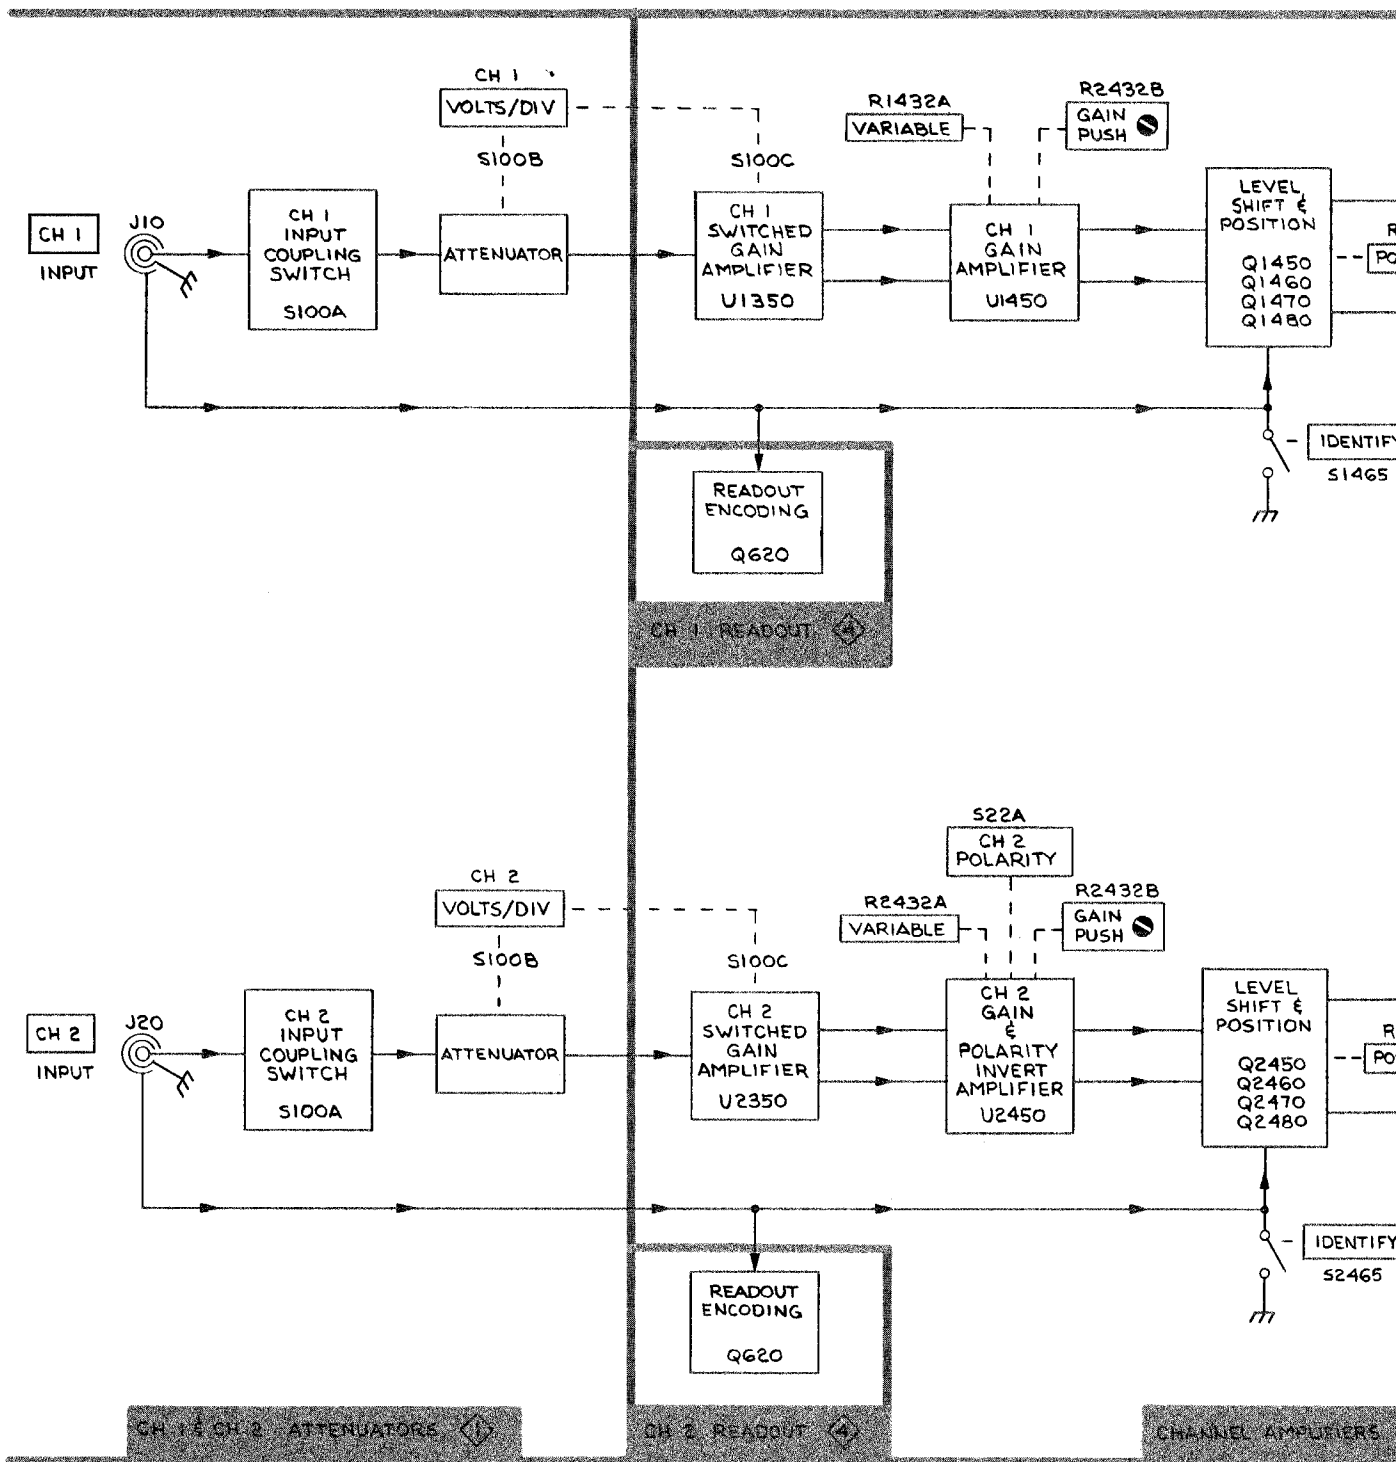 CH 1
VOLTS/DIV
S100B
S100C
R1432A
VARIABLE
R2432B
GAIN
PUSH
CH 1
INPUT
J10
CH 1
INPUT
COUPLING
SWITCH
S100A
ATTENUATOR
CH 1
SWITCHED
GAIN
AMPLIFIER
U1350
CH 1
GAIN
AMPLIFIER
U1450
LEVEL
SHIFT &
POSITION
Q1450
Q1460
Q1470
Q1480
R
PO
IDENTIFY
S1465
READOUT
ENCODING
Q620
CH 1 READOUT 4
S22A
CH 2
POLARITY
CH 2
VOLTS/DIV
S100B
S100C
R2432A
VARIABLE
R2432B
GAIN
PUSH
CH 2
INPUT
J20
CH 2
INPUT
COUPLING
SWITCH
S100A
ATTENUATOR
CH 2
SWITCHED
GAIN
AMPLIFIER
U2350
CH 2
GAIN
&
POLARITY
INVERT
AMPLIFIER
U2450
LEVEL
SHIFT &
POSITION
Q2450
Q2460
Q2470
Q2480
R
PO
IDENTIFY
S2465
READOUT
ENCODING
Q620
CH 1 & CH 2 ATTENUATORS 1
CH 2 READOUT 4
CHANNEL AMPLIFIERS